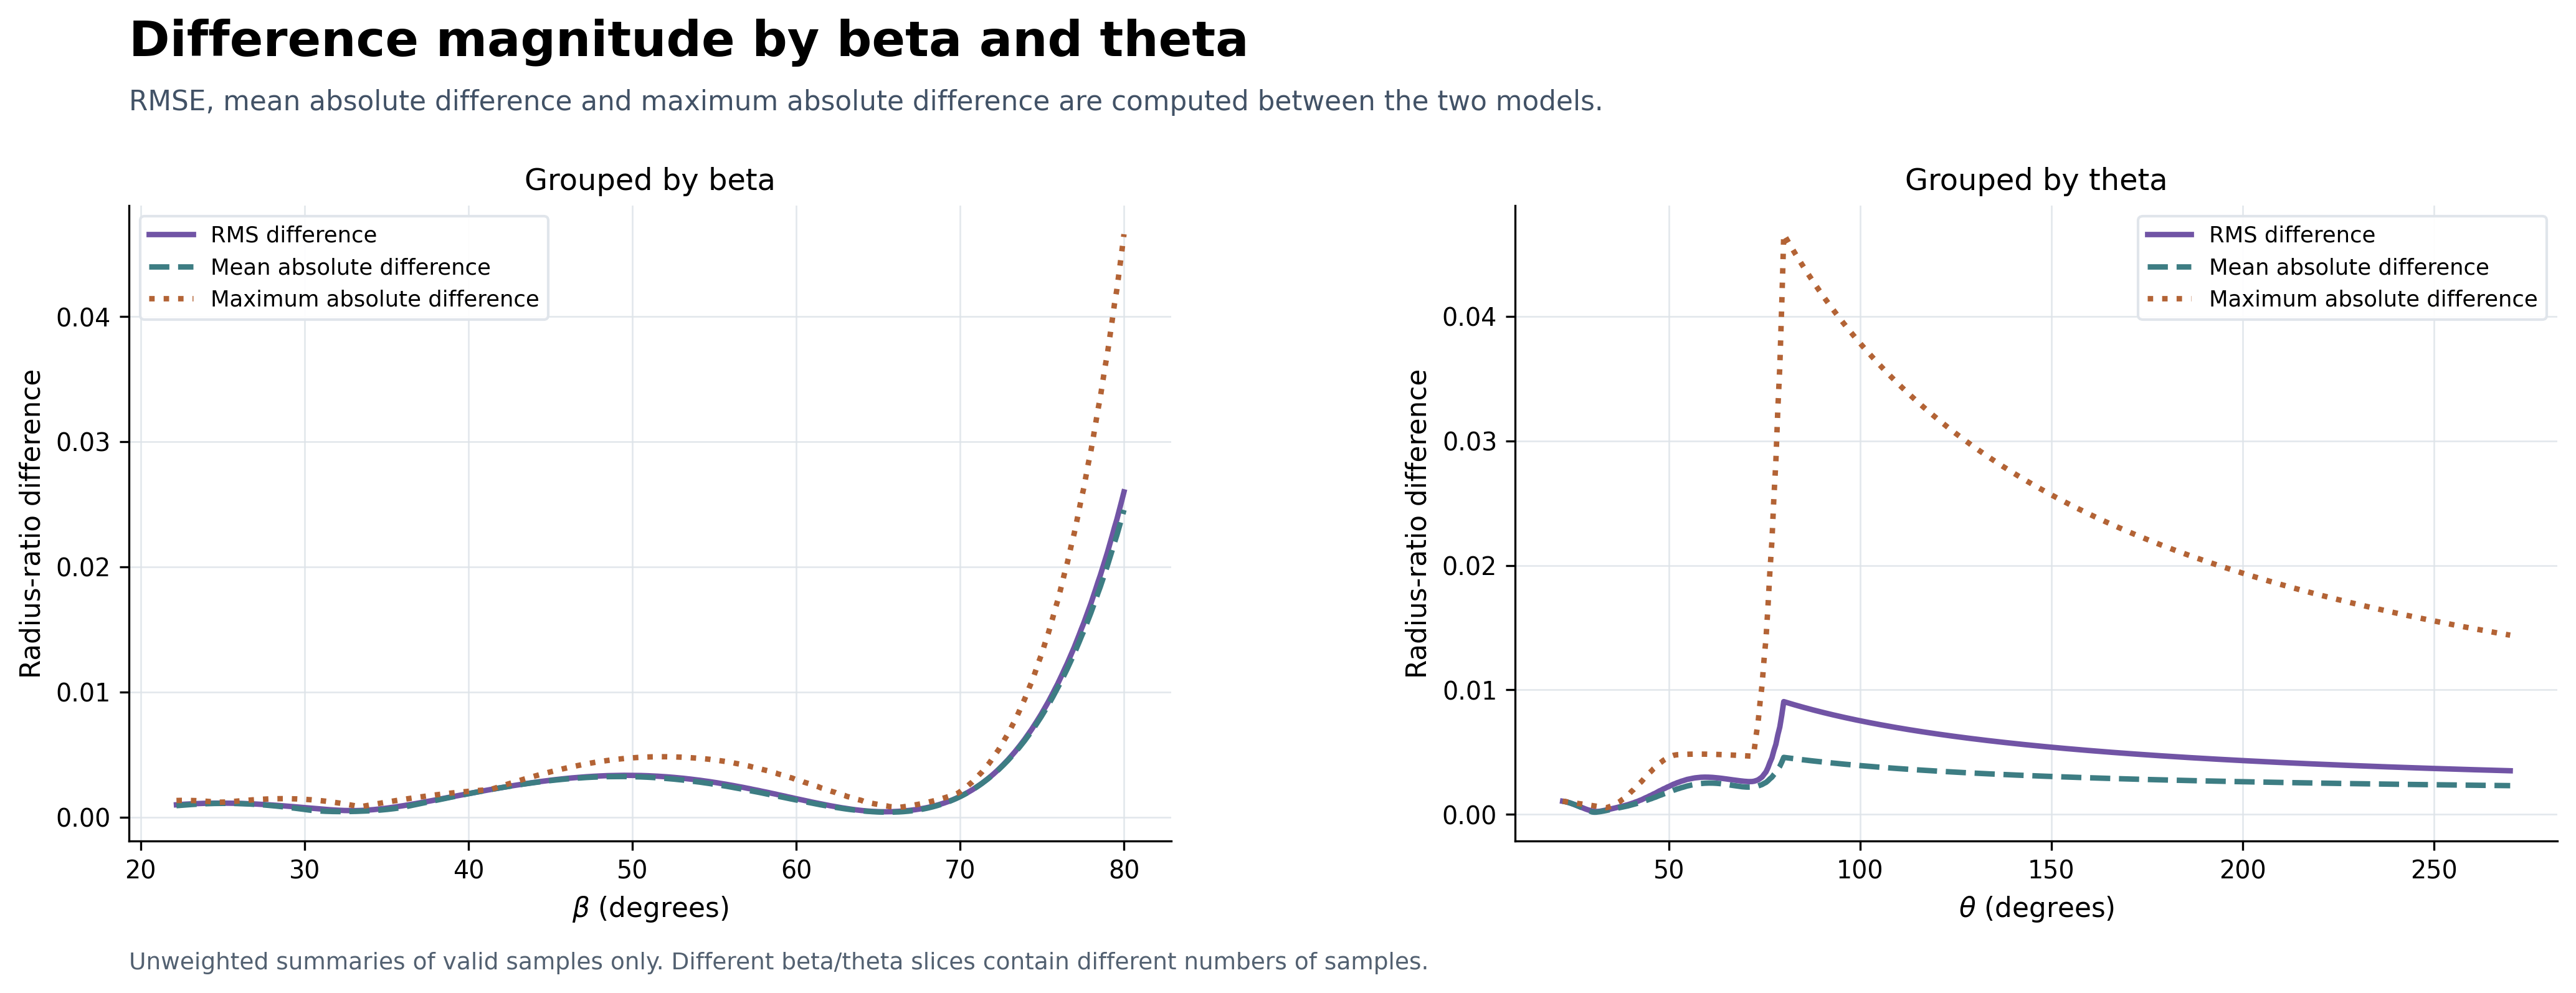 Difference magnitude by beta and theta
RMSE, mean absolute difference and maximum absolute difference are computed between the two models.
Grouped by beta
RMS difference
Mean absolute difference
Maximum absolute difference
Radius-ratio difference
0.04
0.03
0.02
0.01
0.00
20 30 40 50 60 70 80
β (degrees)
Grouped by theta
RMS difference
Mean absolute difference
Maximum absolute difference
Radius-ratio difference
0.04
0.03
0.02
0.01
0.00
50 100 150 200 250
θ (degrees)
Unweighted summaries of valid samples only. Different beta/theta slices contain different numbers of samples.